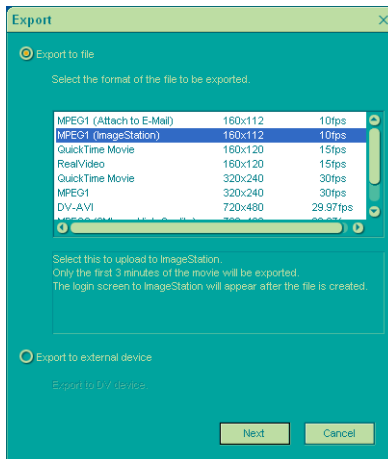 Export
Export to file
Select the format of the file to be exported.
MPEG1 (Attach to E-Mail) 160x112 10fps
MPEG1 (ImageStation) 160x112 10fps
QuickTime Movie 160x120 15fps
RealVideo 160x120 15fps
QuickTime Movie 320x240 30fps
MPEG1 320x240 30fps
DV-AVI 720x480 29.97fps
Select this to upload to ImageStation.
Only the first 3 minutes of the movie will be exported.
The login screen to ImageStation will appear after the file is created.
Export to external device
Export to DV device.
Next Cancel